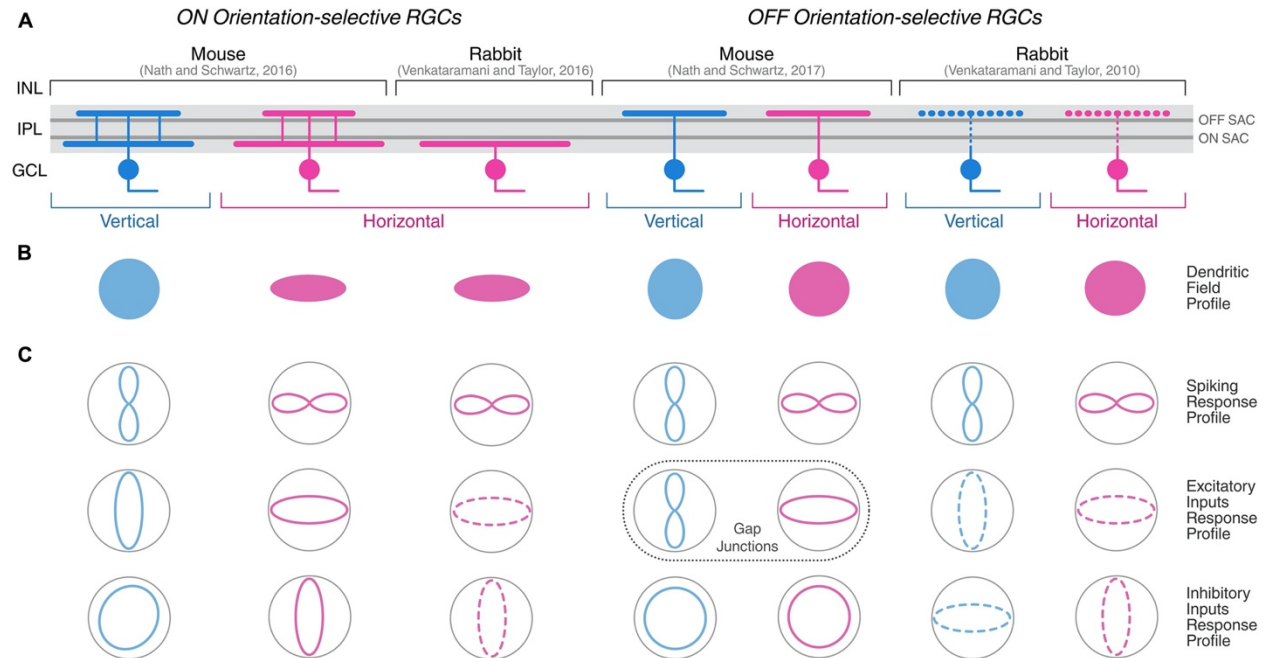 A
ON Orientation-selective RGCs
OFF Orientation-selective RGCs
Mouse
(Nath and Schwartz, 2016)
Rabbit
(Venkataramani and Taylor, 2016)
Mouse
(Nath and Schwartz, 2017)
Rabbit
(Venkataramani and Taylor, 2010)
INL
IPL
GCL
OFF SAC
ON SAC
Vertical
Horizontal
Vertical
Horizontal
Vertical
Horizontal
B
Dendritic
Field
Profile
C
Spiking
Response
Profile
Gap
Junctions
Excitatory
Inputs
Response
Profile
Inhibitory
Inputs
Response
Profile